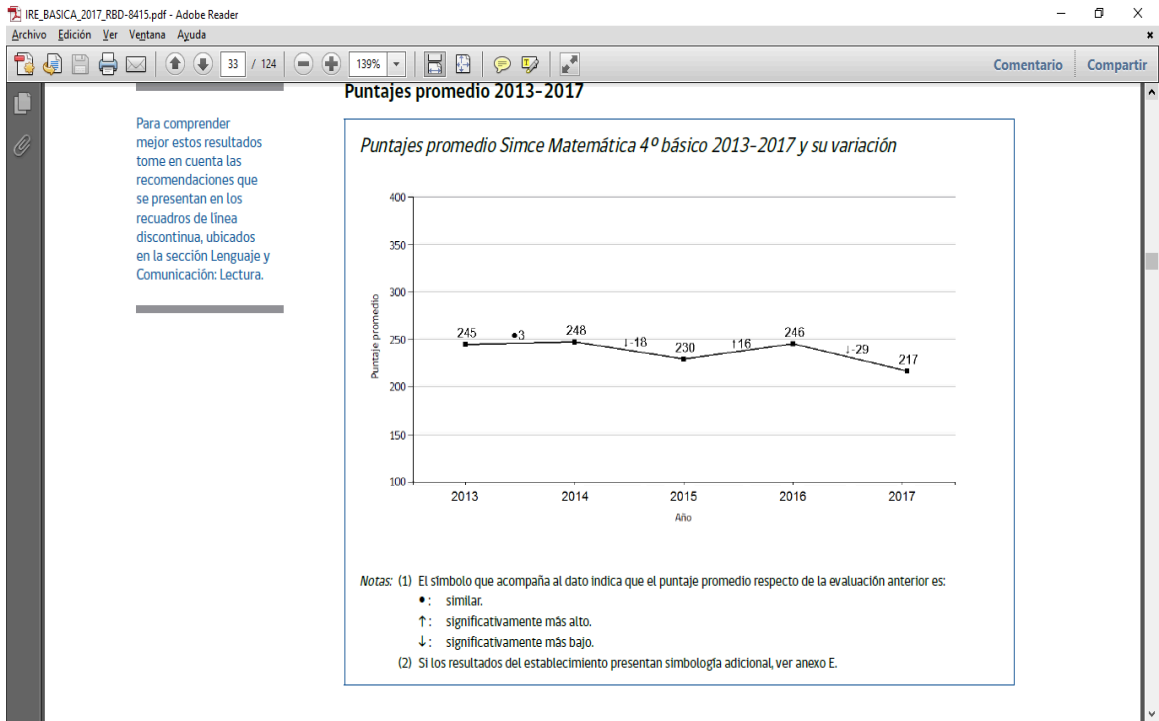 IRE_BASICA_2017_RBD-8415.pdf - Adobe Reader
Archivo Edición Ver Ventana Ayuda
33 / 124 139% Comentario Compartir
Puntajes promedio 2013-2017
Para comprender
mejor estos resultados
tome en cuenta las
recomendaciones que
se presentan en los
recuadros de línea
discontinua, ubicados
en la sección Lenguaje y
Comunicación: Lectura.
Puntajes promedio Simce Matemática 4º básico 2013-2017 y su variación
400
350
300
250
200
150
100
Puntaje promedio
245 •3 248 ↓-18 230 ↑16 246 ↓-29 217
2013 2014 2015 2016 2017
Año
Notas: (1) El símbolo que acompaña al dato indica que el puntaje promedio respecto de la evaluación anterior es:
• : similar.
↑ : significativamente más alto.
↓ : significativamente más bajo.
(2) Si los resultados del establecimiento presentan simbología adicional, ver anexo E.